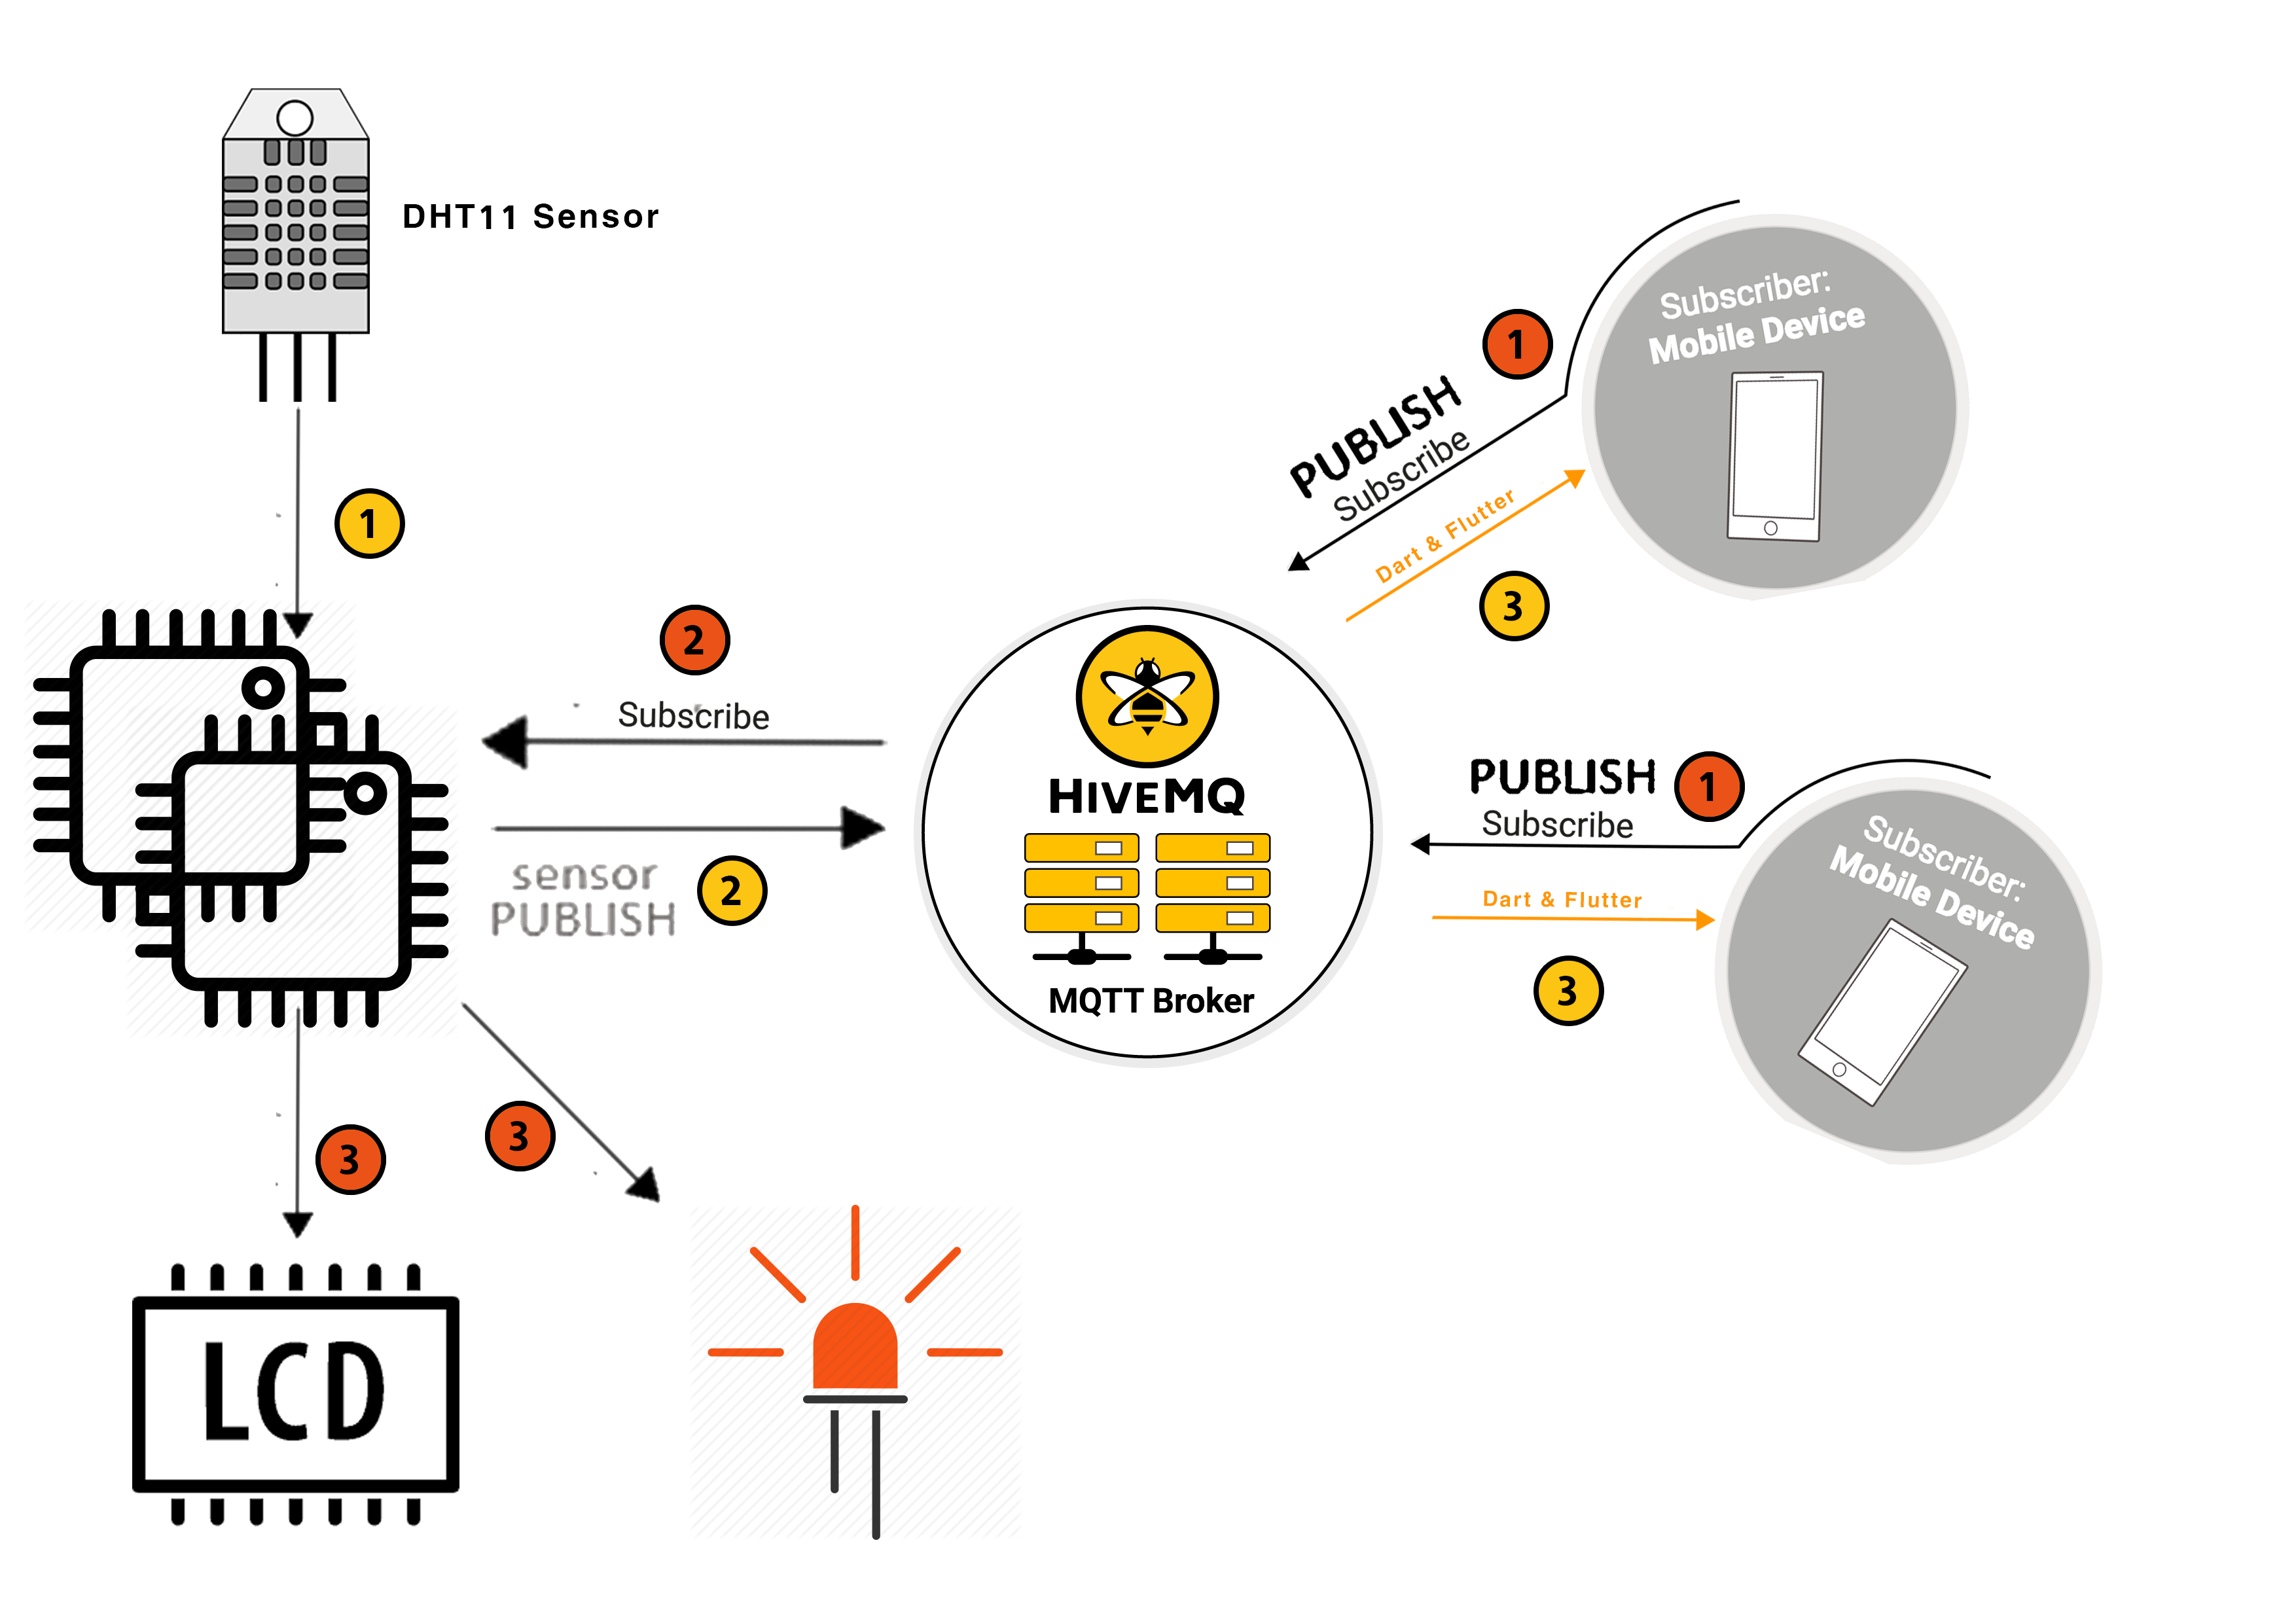 DHT11 Sensor
1
2
Subscribe
sensor
PUBLISH
2
3
3
LCD
HIVEMQ
MQTT Broker
1
PUBLISH
Subscribe
Dart & Flutter
3
Subscriber:
Mobile Device
PUBLISH
1
Subscribe
Dart & Flutter
3
Subscriber:
Mobile Device